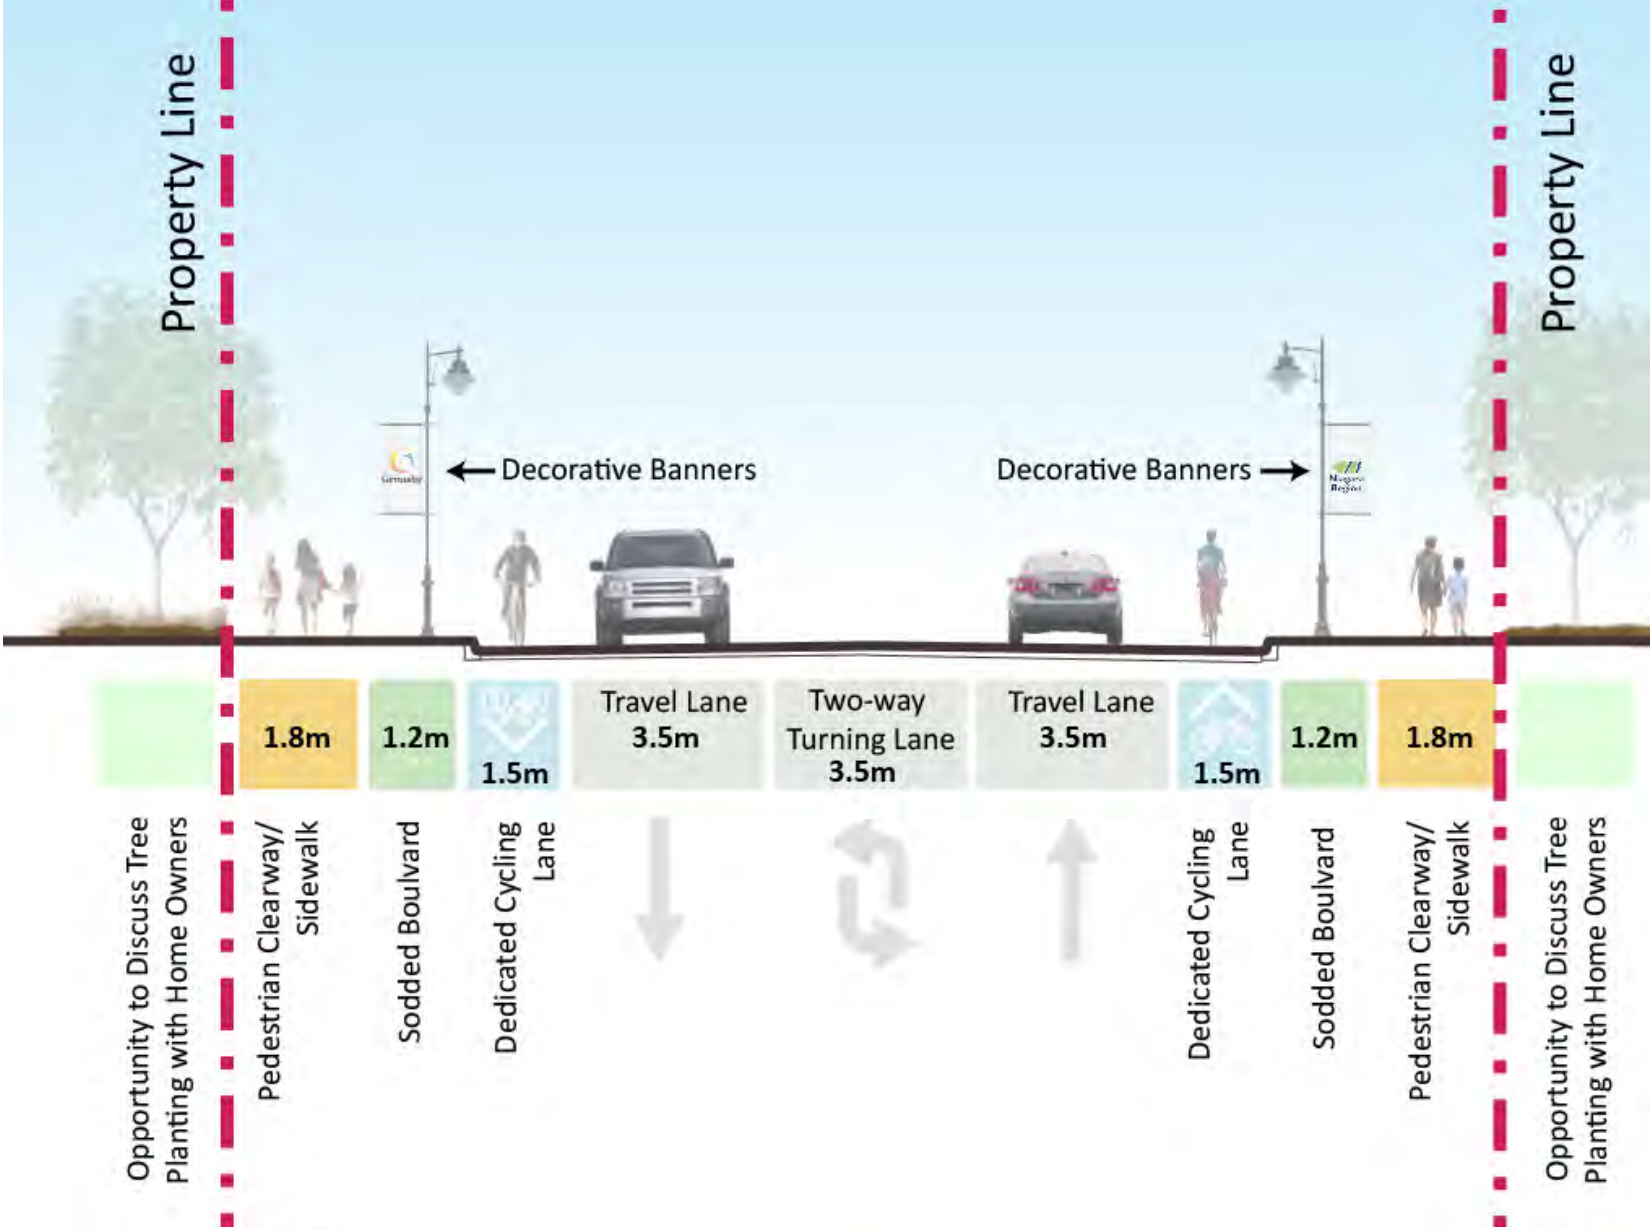 Property Line
Property Line
Grimsby
Decorative Banners
Decorative Banners
Niagara
Region
1.8m
1.2m
1.5m
Travel Lane
3.5m
Two-way
Turning Lane
3.5m
Travel Lane
3.5m
1.5m
1.2m
1.8m
Opportunity to Discuss Tree
Planting with Home Owners
Pedestrian Clearway/
Sidewalk
Sodded Boulvard
Dedicated Cycling
Lane
Dedicated Cycling
Lane
Sodded Boulvard
Pedestrian Clearway/
Sidewalk
Opportunity to Discuss Tree
Planting with Home Owners